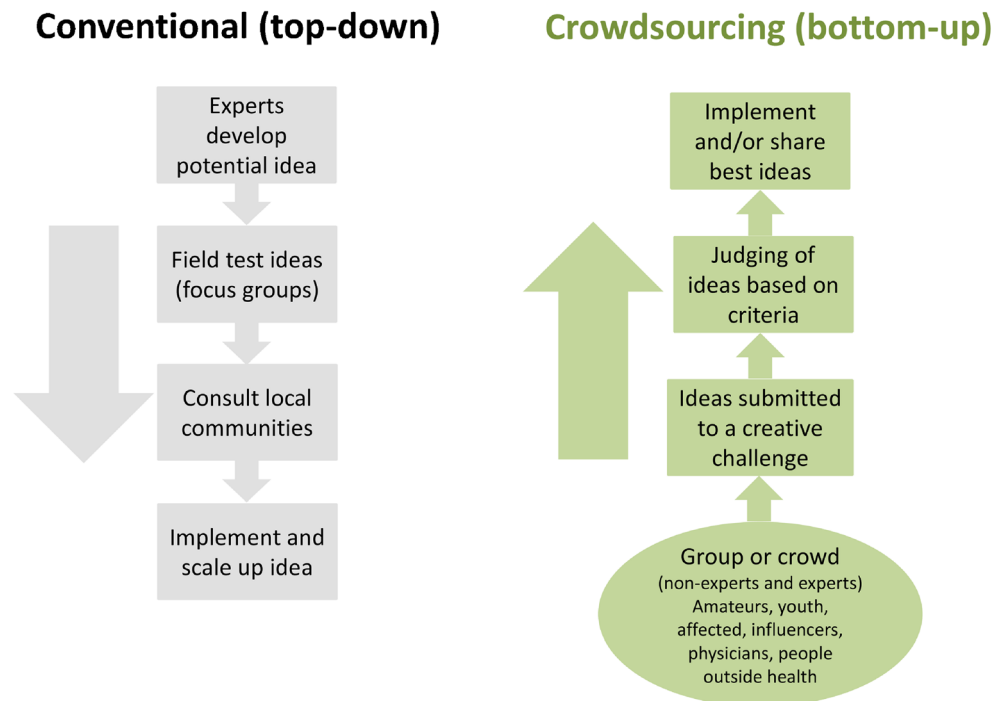 Conventional (top-down)
Experts
develop
potential idea
Field test ideas
(focus groups)
Consult local
communities
Implement and
scale up idea
Crowdsourcing (bottom-up)
Implement
and/or share
best ideas
Judging of
ideas based on
criteria
Ideas submitted
to a creative
challenge
Group or crowd
(non-experts and experts)
Amateurs, youth,
affected, influencers,
physicians, people
outside health